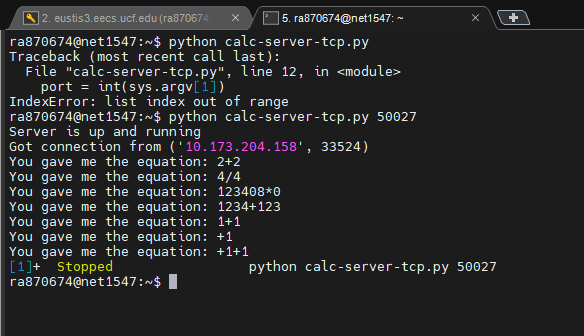 2. eustis3.eecs.ucf.edu (ra870674)
5. ra870674@net1547: ~
ra870674@net1547:~$ python calc-server-tcp.py
Traceback (most recent call last):
  File "calc-server-tcp.py", line 12, in <module>
    port = int(sys.argv[1])
IndexError: list index out of range
ra870674@net1547:~$ python calc-server-tcp.py 50027
Server is up and running
Got connection from ('10.173.204.158', 33524)
You gave me the equation: 2+2
You gave me the equation: 4/4
You gave me the equation: 123408*0
You gave me the equation: 1234+123
You gave me the equation: 1+1
You gave me the equation: +1
You gave me the equation: +1+1
[1]+  Stopped                 python calc-server-tcp.py 50027
ra870674@net1547:~$